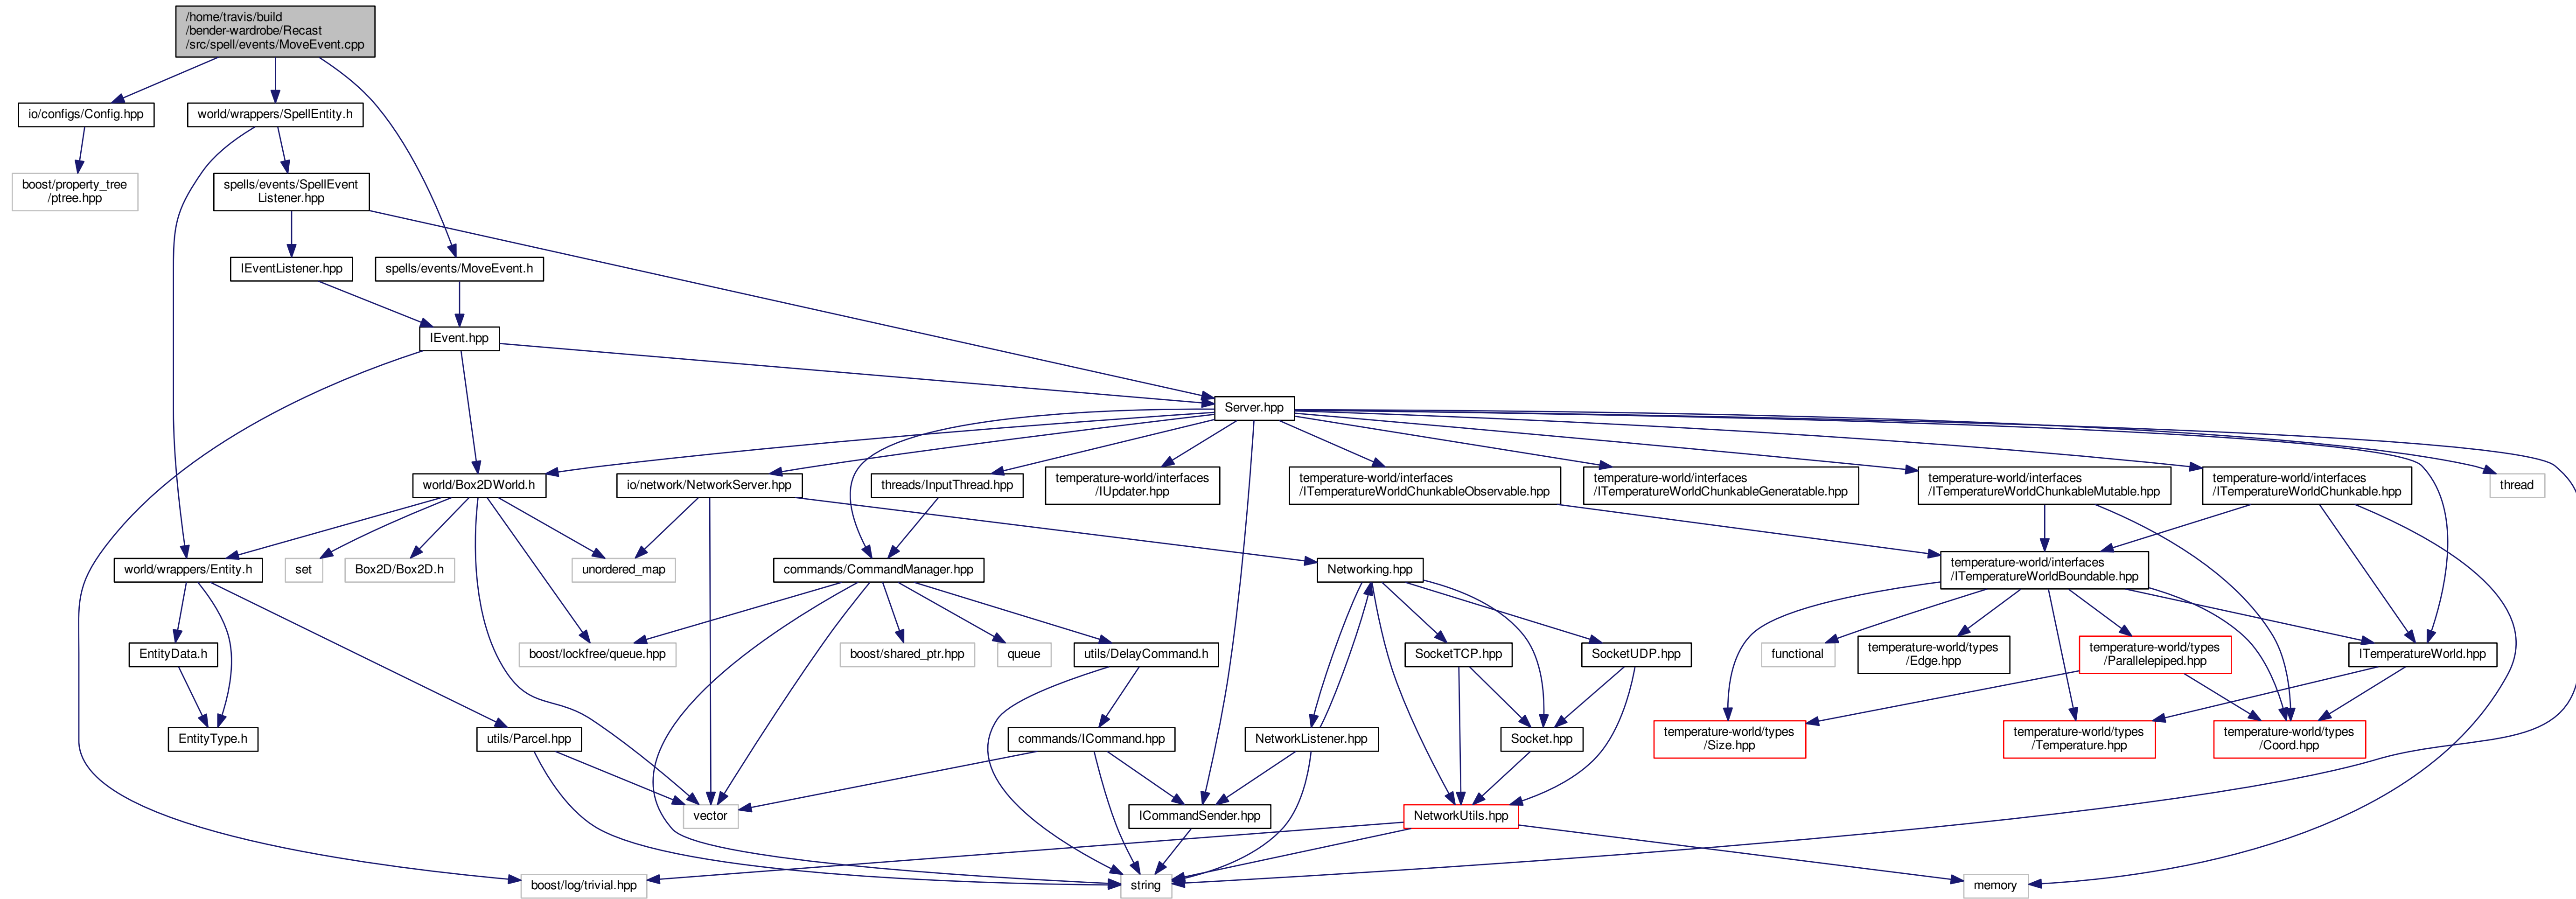 /home/travis/build
/bender-wardrobe/Recast
/src/spell/events/MoveEvent.cpp
io/configs/Config.hpp
world/wrappers/SpellEntity.h
boost/property_tree
/ptree.hpp
spells/events/SpellEvent
Listener.hpp
IEventListener.hpp
spells/events/MoveEvent.h
IEvent.hpp
Server.hpp
world/Box2DWorld.h
io/network/NetworkServer.hpp
threads/InputThread.hpp
temperature-world/interfaces
/IUpdater.hpp
temperature-world/interfaces
/ITemperatureWorldChunkableObservable.hpp
temperature-world/interfaces
/ITemperatureWorldChunkableGeneratable.hpp
temperature-world/interfaces
/ITemperatureWorldChunkableMutable.hpp
temperature-world/interfaces
/ITemperatureWorldChunkable.hpp
thread
world/wrappers/Entity.h
set
Box2D/Box2D.h
unordered_map
commands/CommandManager.hpp
Networking.hpp
temperature-world/interfaces
/ITemperatureWorldBoundable.hpp
EntityData.h
boost/lockfree/queue.hpp
boost/shared_ptr.hpp
queue
utils/DelayCommand.h
SocketTCP.hpp
SocketUDP.hpp
functional
temperature-world/types
/Edge.hpp
temperature-world/types
/Parallelepiped.hpp
ITemperatureWorld.hpp
EntityType.h
utils/Parcel.hpp
commands/ICommand.hpp
NetworkListener.hpp
Socket.hpp
temperature-world/types
/Size.hpp
temperature-world/types
/Temperature.hpp
temperature-world/types
/Coord.hpp
vector
ICommandSender.hpp
NetworkUtils.hpp
boost/log/trivial.hpp
string
memory